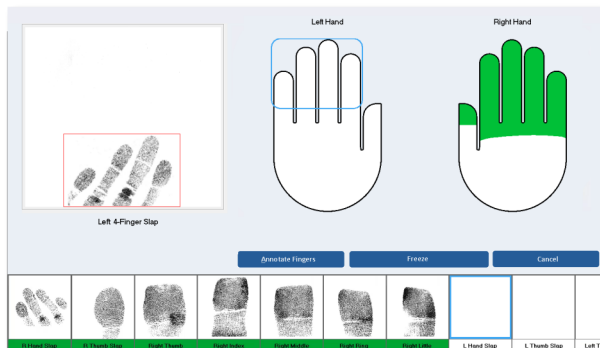 Left Hand
Right Hand
Left 4-Finger Slap
Annotate Fingers
Freeze
Cancel
R Hand Slap
R Thumb Slap
Right Thumb
Right Index
Right Middle
Right Ring
Right Little
L Hand Slap
L Thumb Slap
Left T